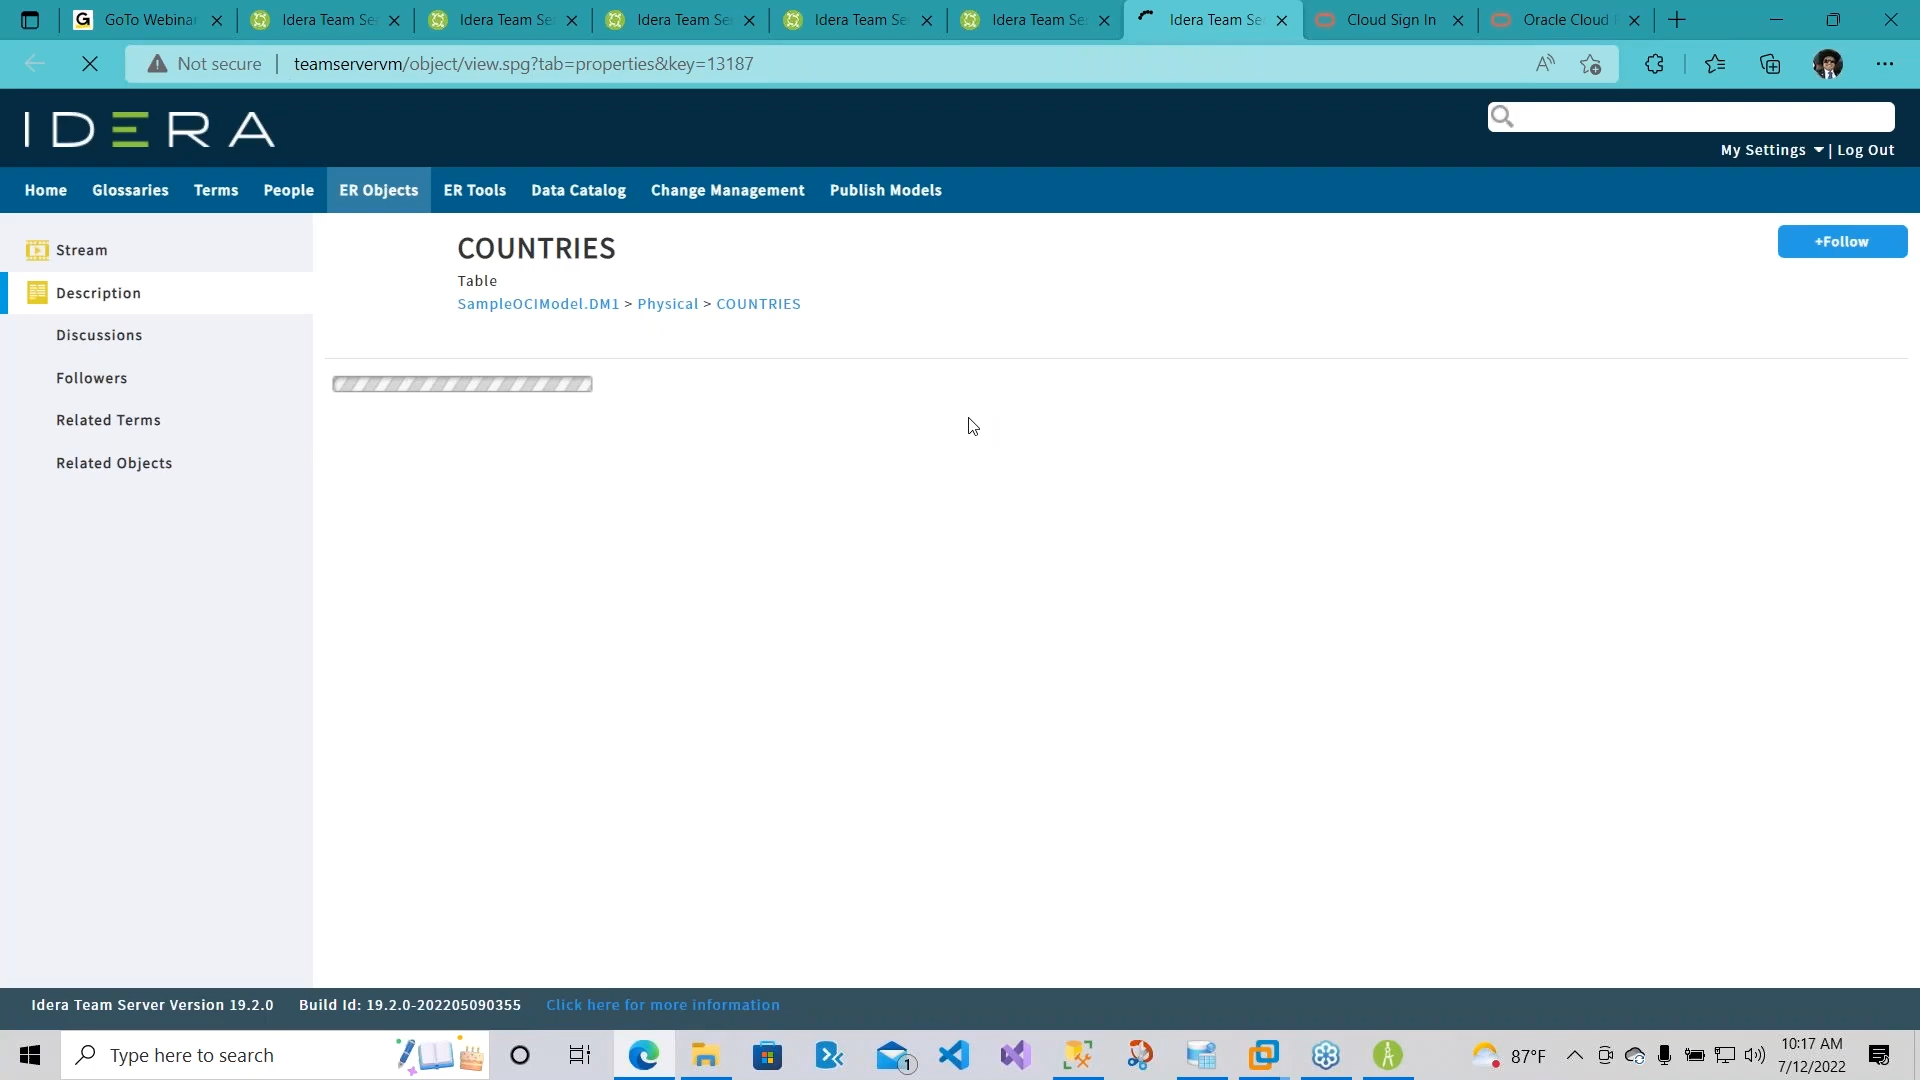 GoTo Webinar
Idera Team Se
Idera Team Se
Idera Team Se
Idera Team Se
Idera Team Se
Idera Team Se
Cloud Sign In
Oracle Cloud
Not secure
teamservervm/object/view.spg?tab=properties&key=13187
IDERA
My Settings | Log Out
Home Glossaries Terms People ER Objects ER Tools Data Catalog Change Management Publish Models
Stream
Description
Discussions
Followers
Related Terms
Related Objects
COUNTRIES
Table
SampleOCIModel.DM1 > Physical > COUNTRIES
+Follow
Idera Team Server Version 19.2.0 Build Id: 19.2.0-202205090355 Click here for more information
Type here to search
1
87°F
10:17 AM
7/12/2022